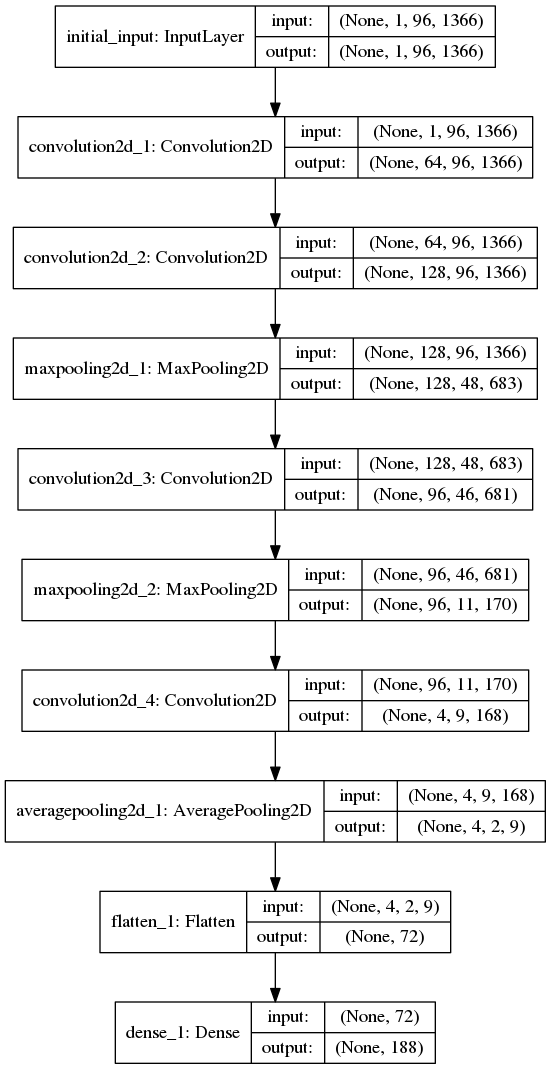 initial_input: InputLayer
input: (None, 1, 96, 1366)
output: (None, 1, 96, 1366)
convolution2d_1: Convolution2D
input: (None, 1, 96, 1366)
output: (None, 64, 96, 1366)
convolution2d_2: Convolution2D
input: (None, 64, 96, 1366)
output: (None, 128, 96, 1366)
maxpooling2d_1: MaxPooling2D
input: (None, 128, 96, 1366)
output: (None, 128, 48, 683)
convolution2d_3: Convolution2D
input: (None, 128, 48, 683)
output: (None, 96, 46, 681)
maxpooling2d_2: MaxPooling2D
input: (None, 96, 46, 681)
output: (None, 96, 11, 170)
convolution2d_4: Convolution2D
input: (None, 96, 11, 170)
output: (None, 4, 9, 168)
averagepooling2d_1: AveragePooling2D
input: (None, 4, 9, 168)
output: (None, 4, 2, 9)
flatten_1: Flatten
input: (None, 4, 2, 9)
output: (None, 72)
dense_1: Dense
input: (None, 72)
output: (None, 188)